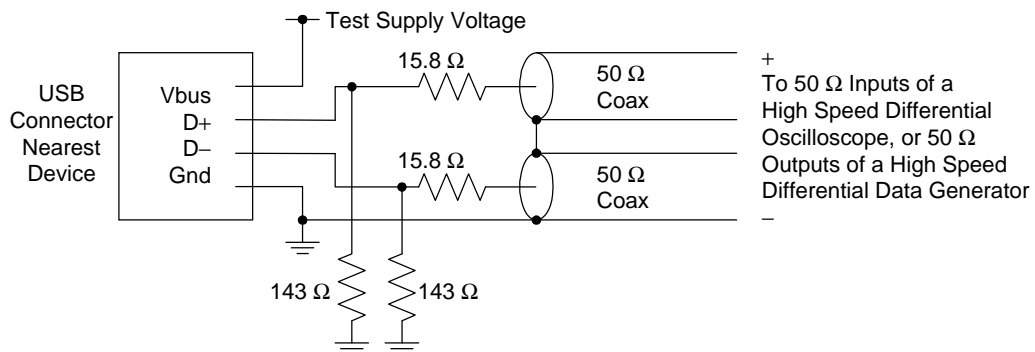 Test Supply Voltage
USB
Connector
Nearest
Device
Vbus
D+
D−
Gnd
15.8 Ω
15.8 Ω
50 Ω
Coax
50 Ω
Coax
+
To 50 Ω Inputs of a
High Speed Differential
Oscilloscope, or 50 Ω
Outputs of a High Speed
Differential Data Generator
−
143 Ω
143 Ω